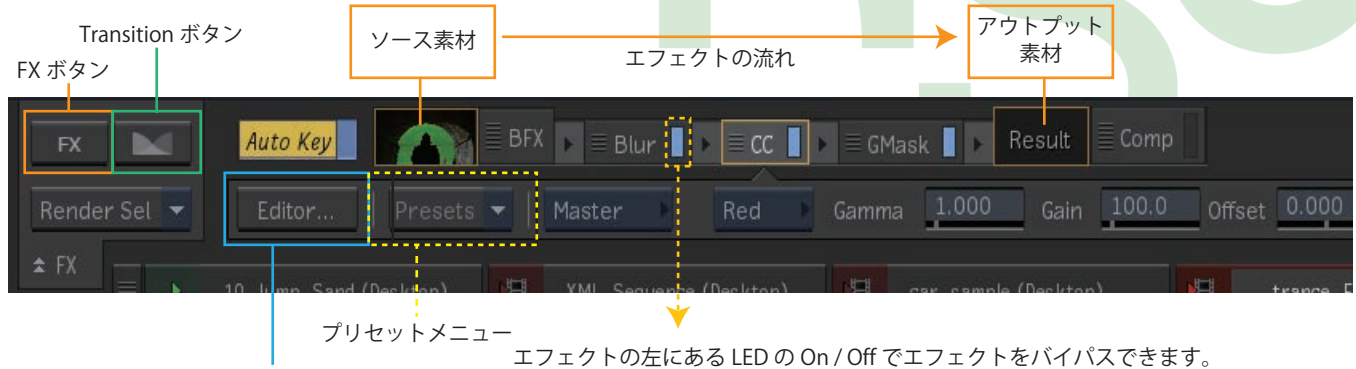 Transition ボタン
FX ボタン
ソース素材
エフェクトの流れ
アウトプット
素材
FX
Auto Key
BFX
Blur
CC
GMask
Result
Comp
Render Sel
Editor...
Presets
Master
Red
Gamma
1.000
Gain
100.0
Offset
0.000
FX
プリセットメニュー
エフェクトの左にある LED の On / Off でエフェクトをバイパスできます。